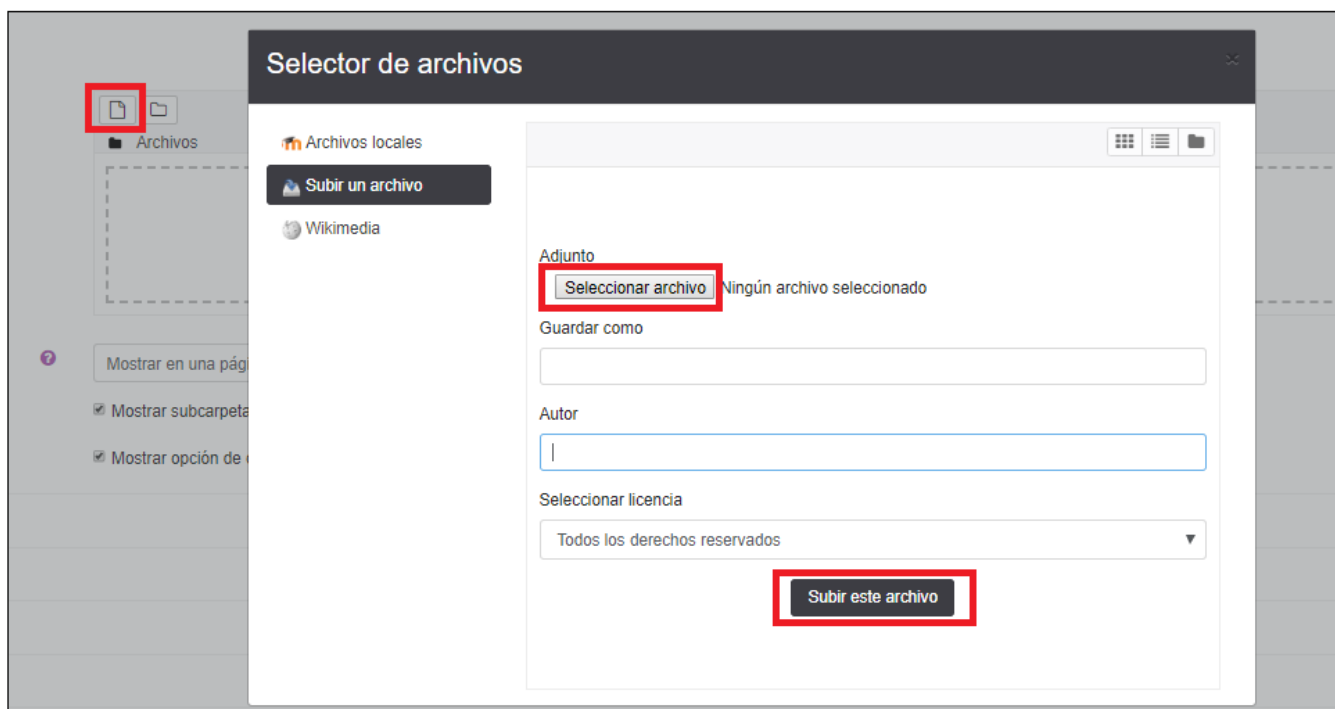 Selector de archivos
Archivos
Archivos locales
Subir un archivo
Wikimedia
Adjunto
Seleccionar archivo Ningún archivo seleccionado
Guardar como
Autor
Seleccionar licencia
Todos los derechos reservados
Subir este archivo
Mostrar en una pág
Mostrar subcarpeta
Mostrar opción de